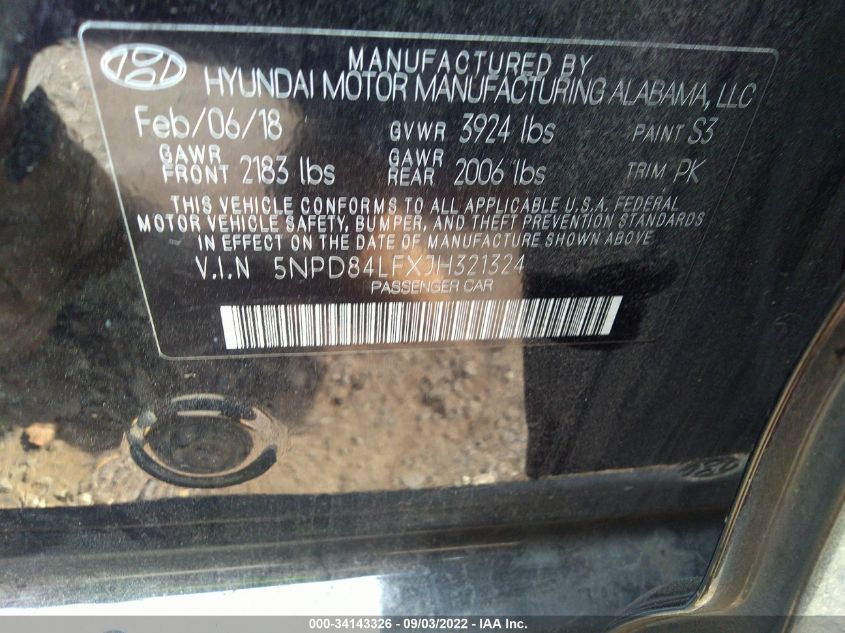 MANUFACTURED BY
HYUNDAI MOTOR MANUFACTURING ALABAMA, LLC
Feb/06/18 GVWR 3924 lbs PAINT S3
GAWR FRONT 2183 lbs GAWR REAR 2006 lbs TRIM PK
THIS VEHICLE CONFORMS TO ALL APPLICABLE U.S.A. FEDERAL
MOTOR VEHICLE SAFETY, BUMPER, AND THEFT PREVENTION STANDARDS
IN EFFECT ON THE DATE OF MANUFACTURE SHOWN ABOVE
V.I.N 5NPD84LFXJH321324
PASSENGER CAR
000-34143326 - 09/03/2022 - IAA Inc.